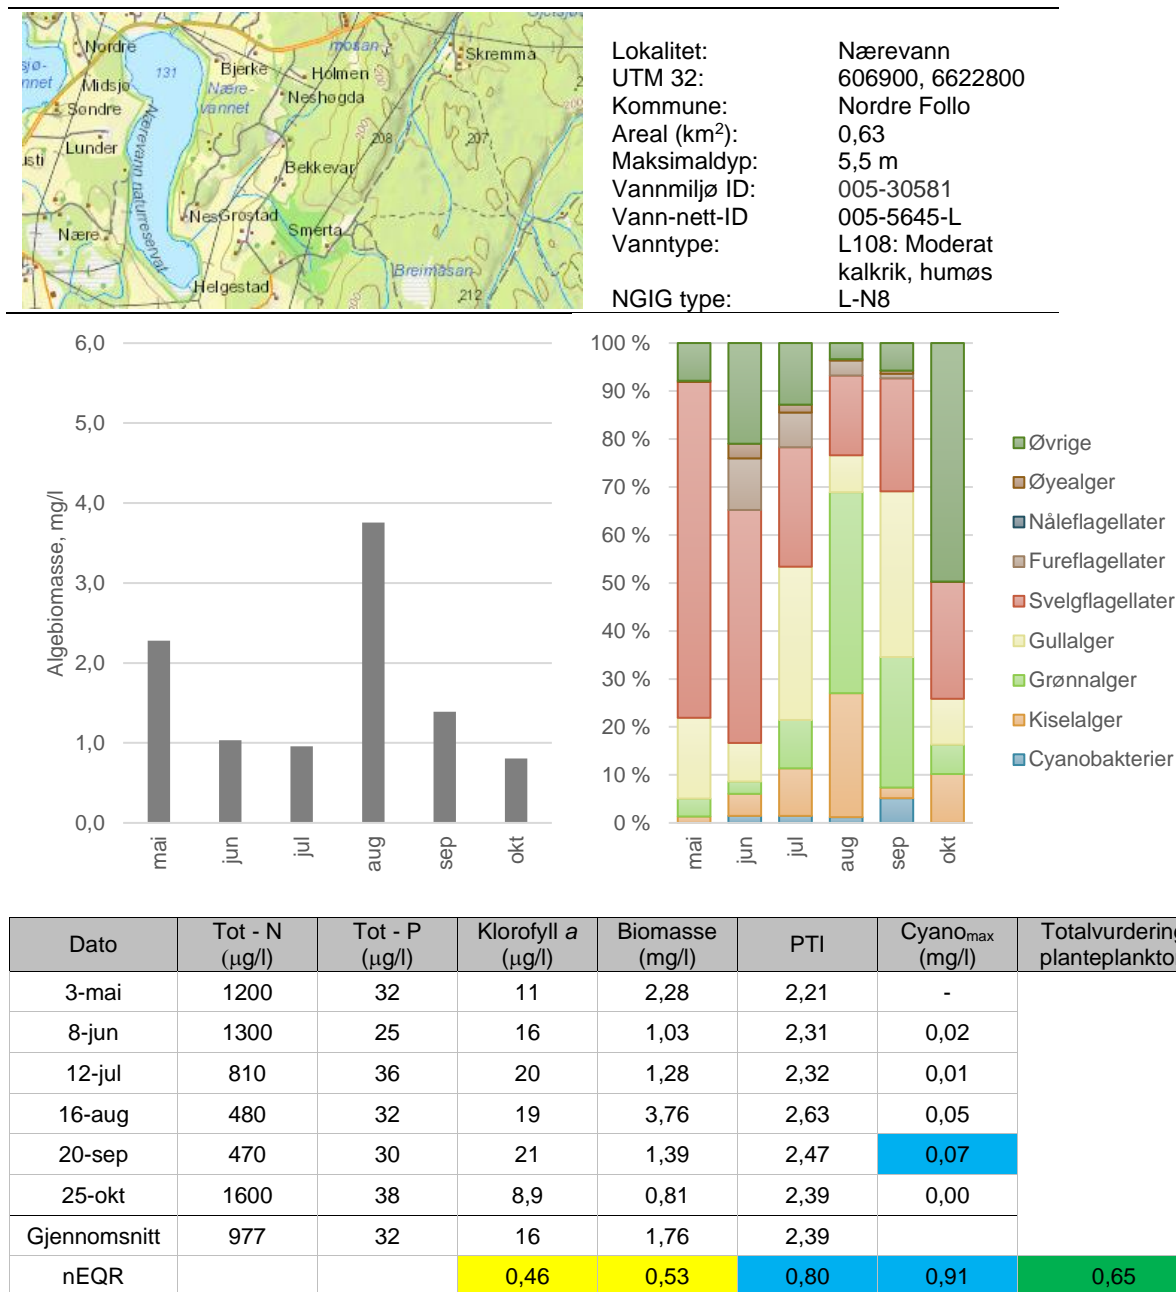 Nordre
mosan
Skremma
131
Bjerke
Holmen
Midsjø
Nære-
vannet
Neshøgda
Søndre
Lunder
208
207
Bekkevar
Nærevann naturreservat
Nes
Grøstad
Smerta
Nære
Breimåsan
Helgestad
212
200
Lokalitet: Nærevann
UTM 32: 606900, 6622800
Kommune: Nordre Follo
Areal (km²): 0,63
Maksimaldyp: 5,5 m
Vannmiljø ID: 005-30581
Vann-nett-ID 005-5645-L
Vanntype: L108: Moderat
kalkrik, humøs
NGIG type: L-N8
6,0
5,0
4,0
3,0
2,0
1,0
0,0
Algebiomasse, mg/l
mai jun jul aug sep okt
100 %
90 %
80 %
70 %
60 %
50 %
40 %
30 %
20 %
10 %
0 %
mai jun jul aug sep okt
Øvrige
Øyealger
Nåleflagellater
Fureflagellater
Svelgflagellater
Gullalger
Grønnalger
Kiselalger
Cyanobakterier
Dato Tot - N (µg/l) Tot - P (µg/l) Klorofyll a (µg/l) Biomasse (mg/l) PTI Cyanomax (mg/l) Totalvurdering planteplankto
3-mai 1200 32 11 2,28 2,21 -
8-jun 1300 25 16 1,03 2,31 0,02
12-jul 810 36 20 1,28 2,32 0,01
16-aug 480 32 19 3,76 2,63 0,05
20-sep 470 30 21 1,39 2,47 0,07
25-okt 1600 38 8,9 0,81 2,39 0,00
Gjennomsnitt 977 32 16 1,76 2,39
nEQR 0,46 0,53 0,80 0,91 0,65